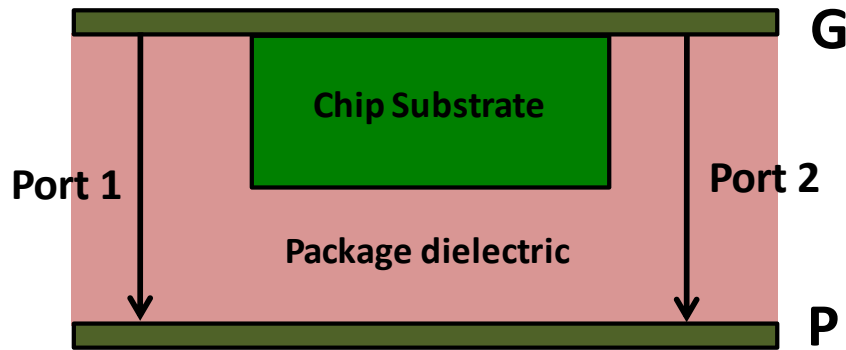 G
Chip Substrate
Port 1
Port 2
Package dielectric
P